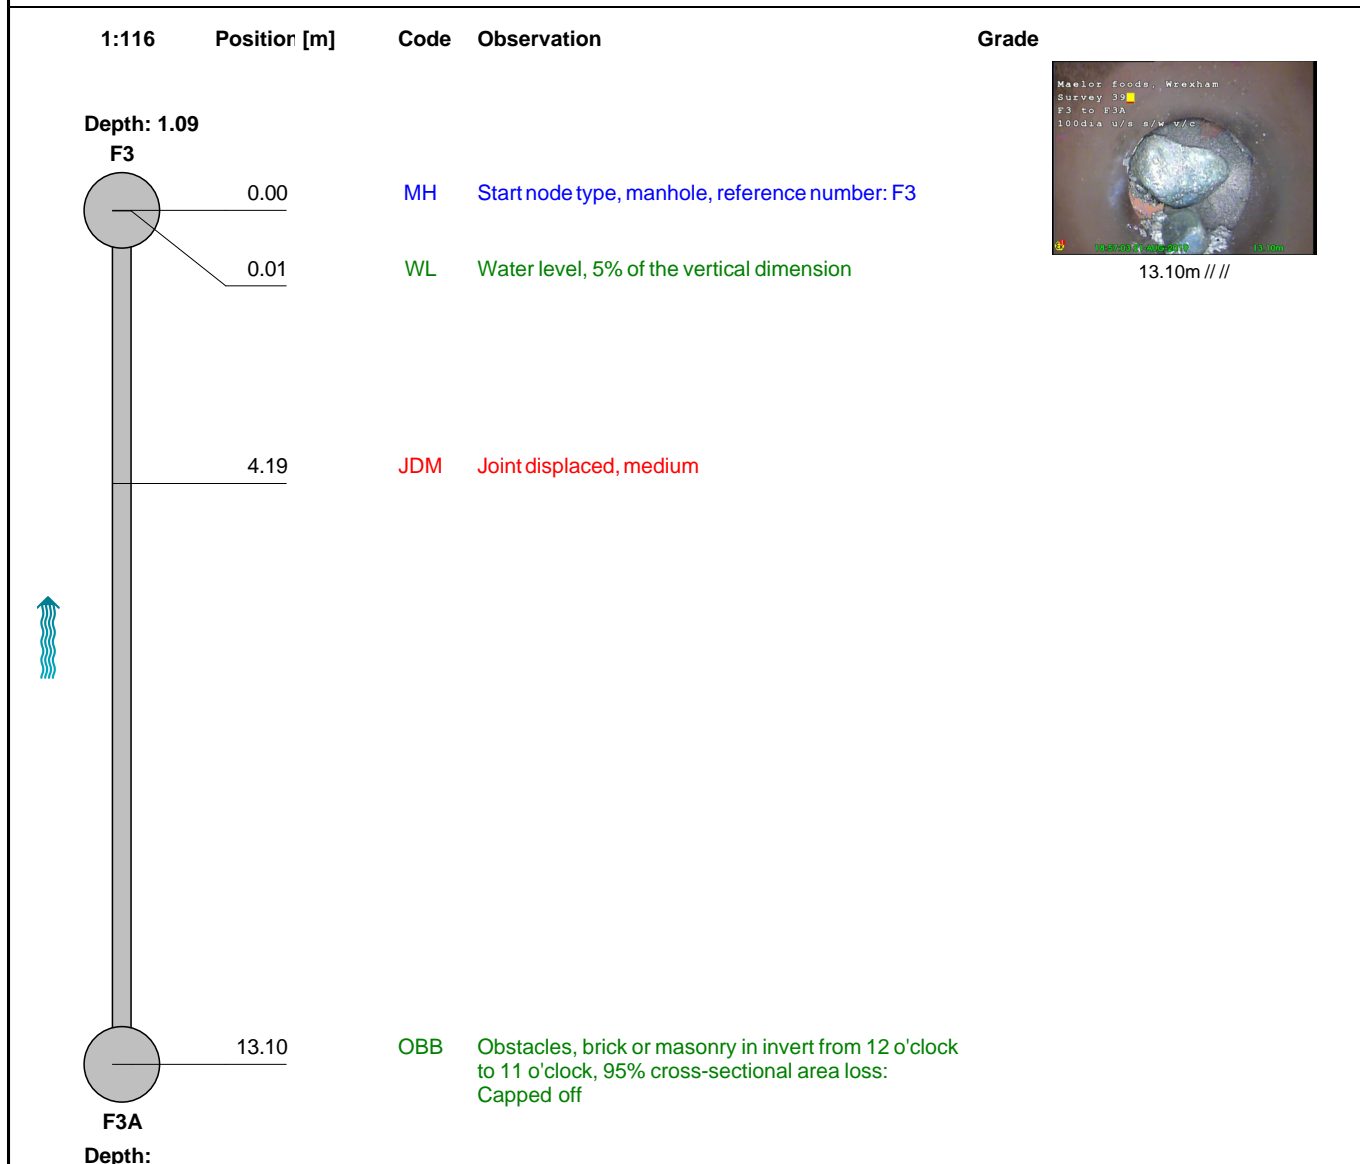 1:116 Position [m] Code Observation Grade
Maelor foods, Wrexham
Survey 39
F3 to F3A
100dia u/s s/w v/c
13.10m
13.10m // //
Depth: 1.09
F3
0.00 MH Start node type, manhole, reference number: F3
0.01 WL Water level, 5% of the vertical dimension
4.19 JDM Joint displaced, medium
13.10 OBB Obstacles, brick or masonry in invert from 12 o'clock
to 11 o'clock, 95% cross-sectional area loss:
Capped off
F3A
Depth: